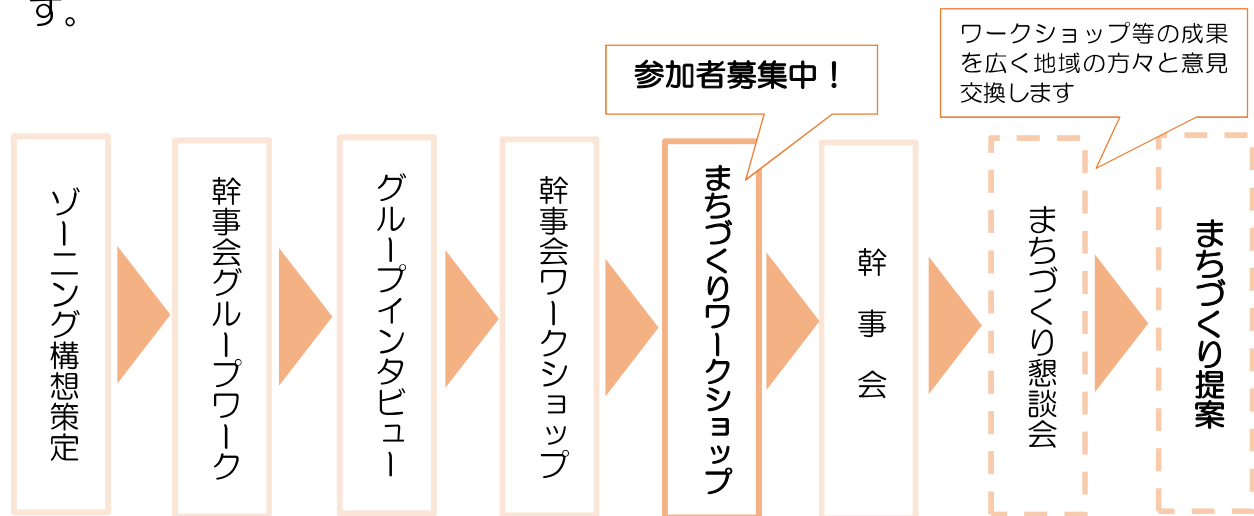 す。
参加者募集中！
ワークショップ等の成果
を広く地域の方々と意見
交換します
ゾーニング構想策定
幹事会グループワーク
グループインタビュー
幹事会ワークショップ
まちづくりワークショップ
幹事会
まちづくり懇談会
まちづくり提案